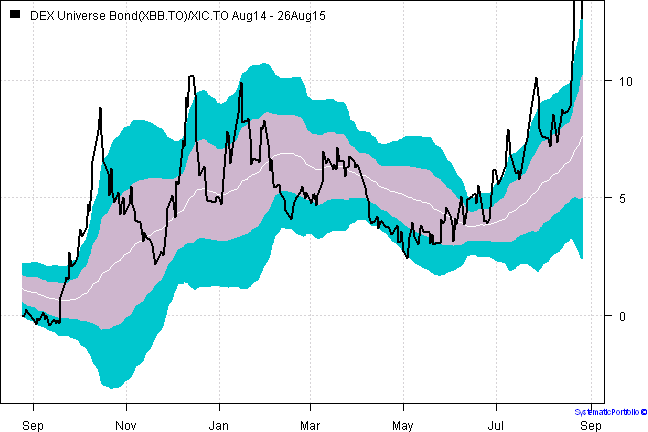 DEX Universe Bond(XBB.TO)/XIC.TO Aug14 - 26Aug15
10
5
0
SystematicPortfolio ©
Sep Nov Jan Mar May Jul Sep